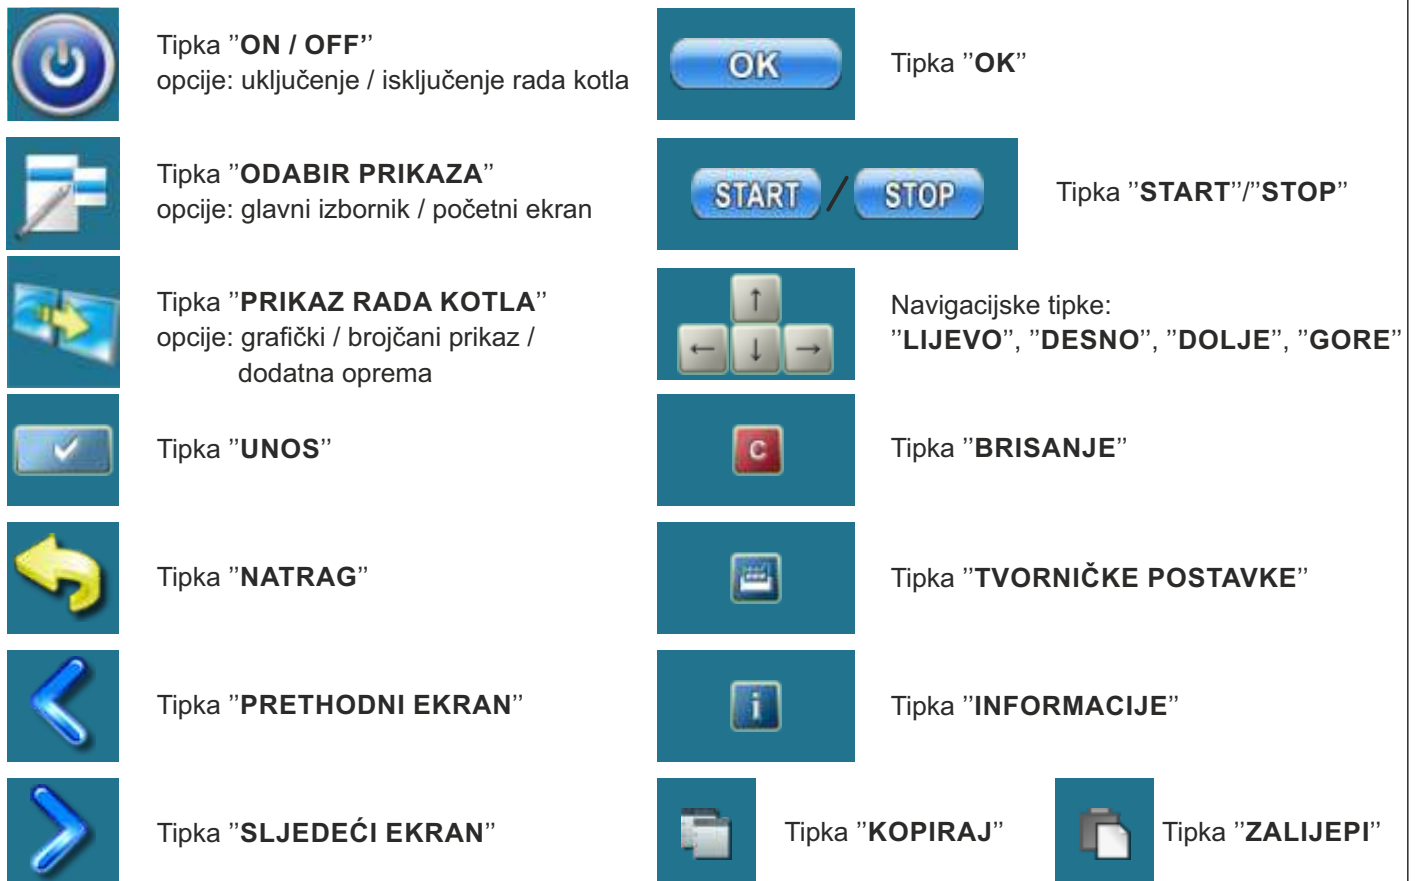 Tipka ''ON / OFF''
opcije: uključenje / isključenje rada kotla
Tipka ''ODABIR PRIKAZA''
opcije: glavni izbornik / početni ekran
Tipka ''PRIKAZ RADA KOTLA''
opcije: grafički / brojčani prikaz /
dodatna oprema
Tipka ''UNOS''
Tipka ''NATRAG''
Tipka ''PRETHODNI EKRAN''
Tipka ''SLJEDEĆI EKRAN''
OK
Tipka ''OK''
START / STOP
Tipka ''START''/''STOP''
↑
← ↓ →
Navigacijske tipke:
''LIJEVO'', ''DESNO'', ''DOLJE'', ''GORE''
C
Tipka ''BRISANJE''
Tipka ''TVORNIČKE POSTAVKE''
i
Tipka ''INFORMACIJE''
Tipka ''KOPIRAJ''
Tipka ''ZALIJEPI''